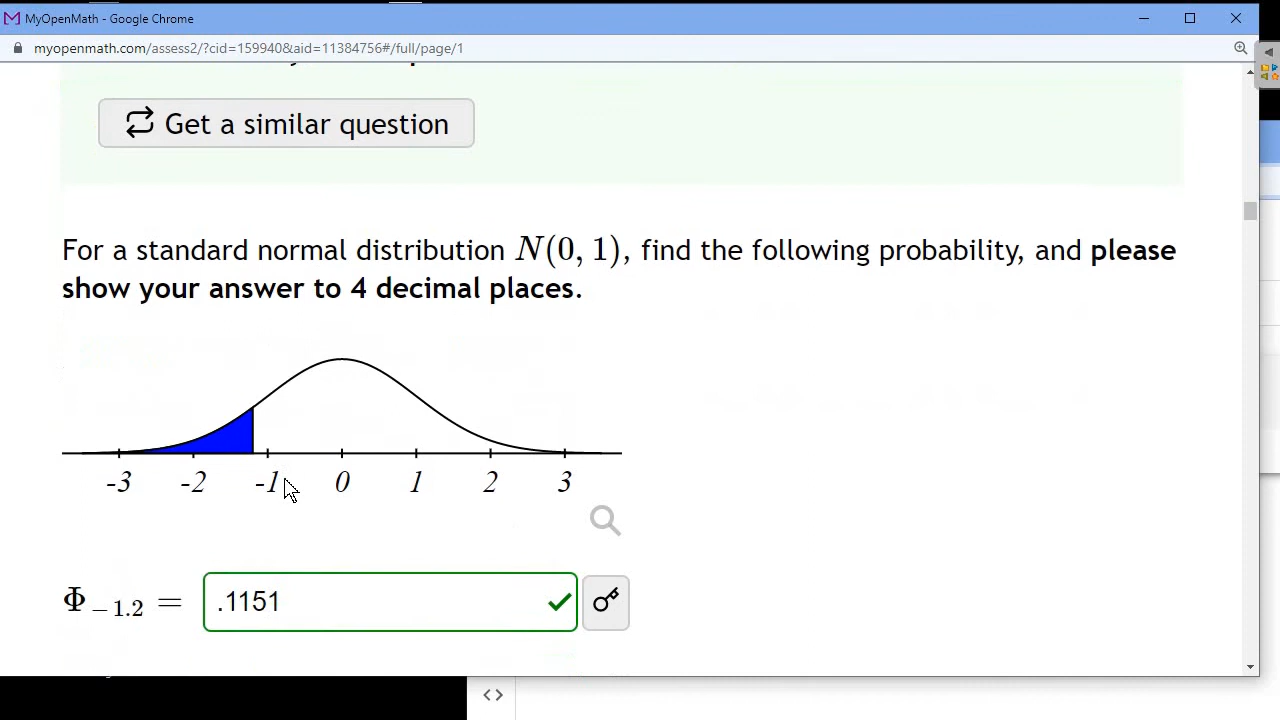 MyOpenMath - Google Chrome
myopenmath.com/assess2/?cid=159940&aid=11384756#/full/page/1
Get a similar question
For a standard normal distribution N(0, 1), find the following probability, and please
show your answer to 4 decimal places.
-3 -2 -1 0 1 2 3
Φ₋₁.₂ = .1151